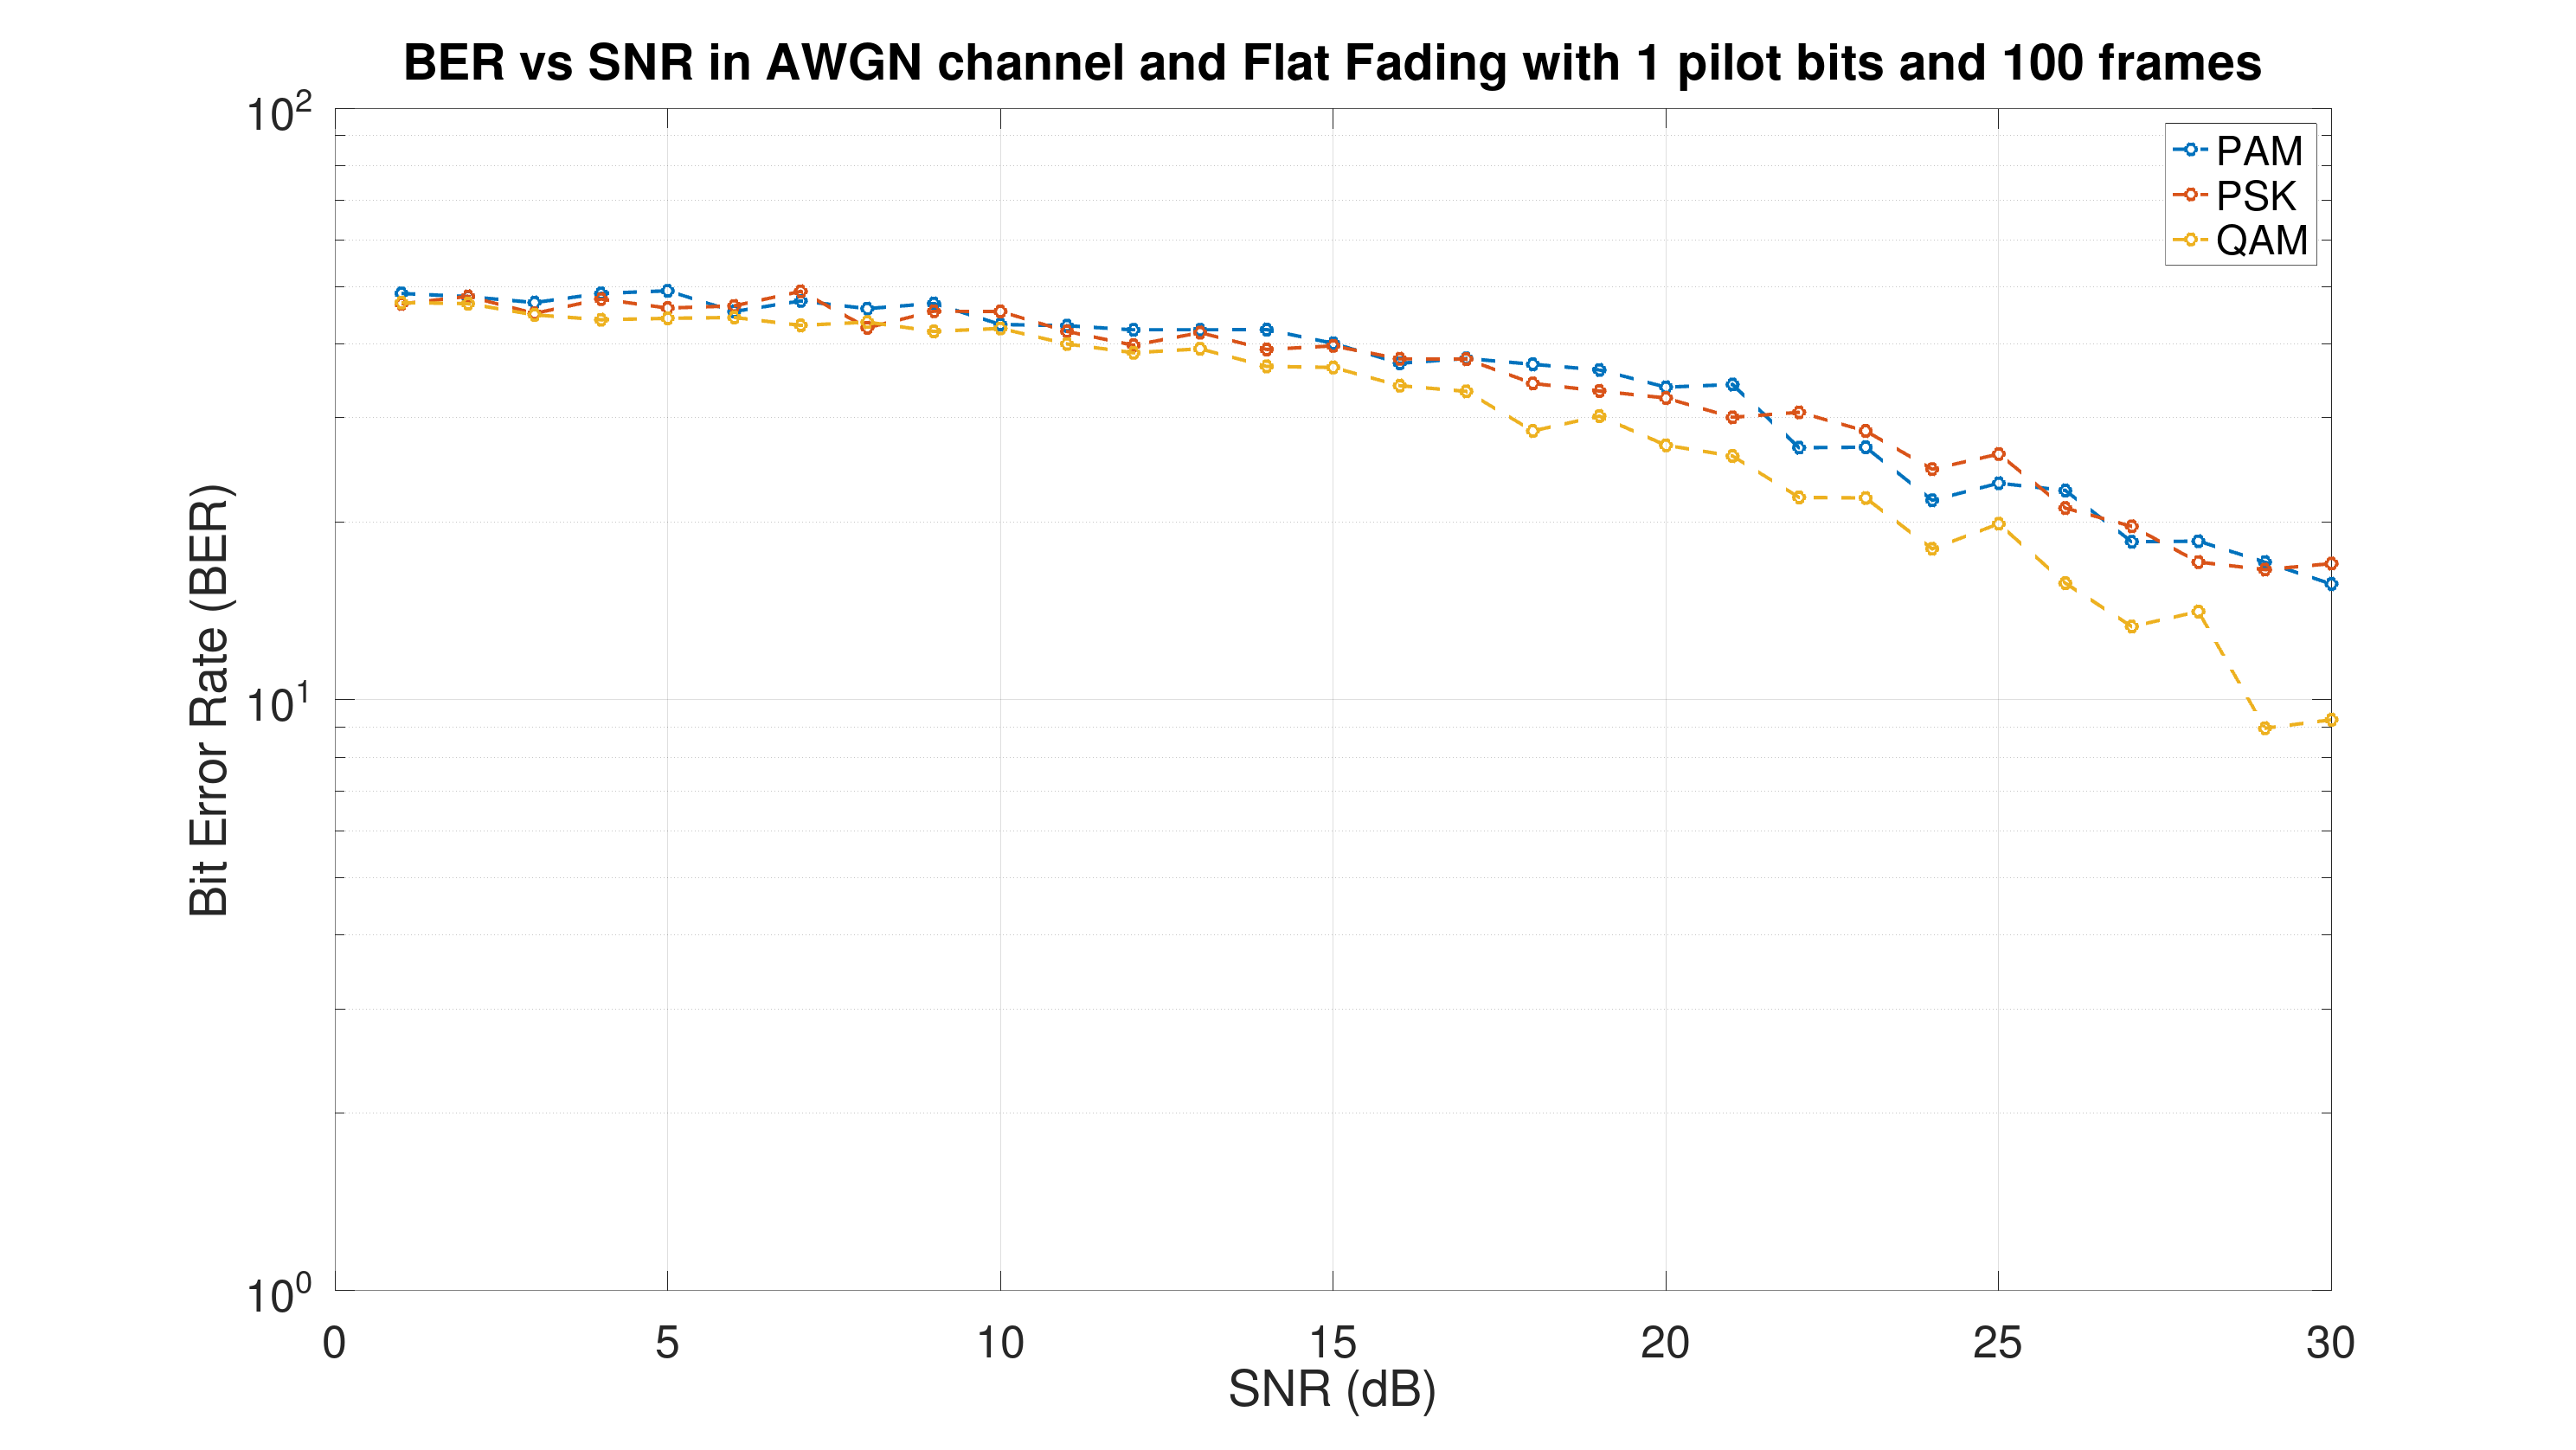 BER vs SNR in AWGN channel and Flat Fading with 1 pilot bits and 100 frames
10^2
10^1
10^0
Bit Error Rate (BER)
PAM
PSK
QAM
0 5 10 15 20 25 30
SNR (dB)